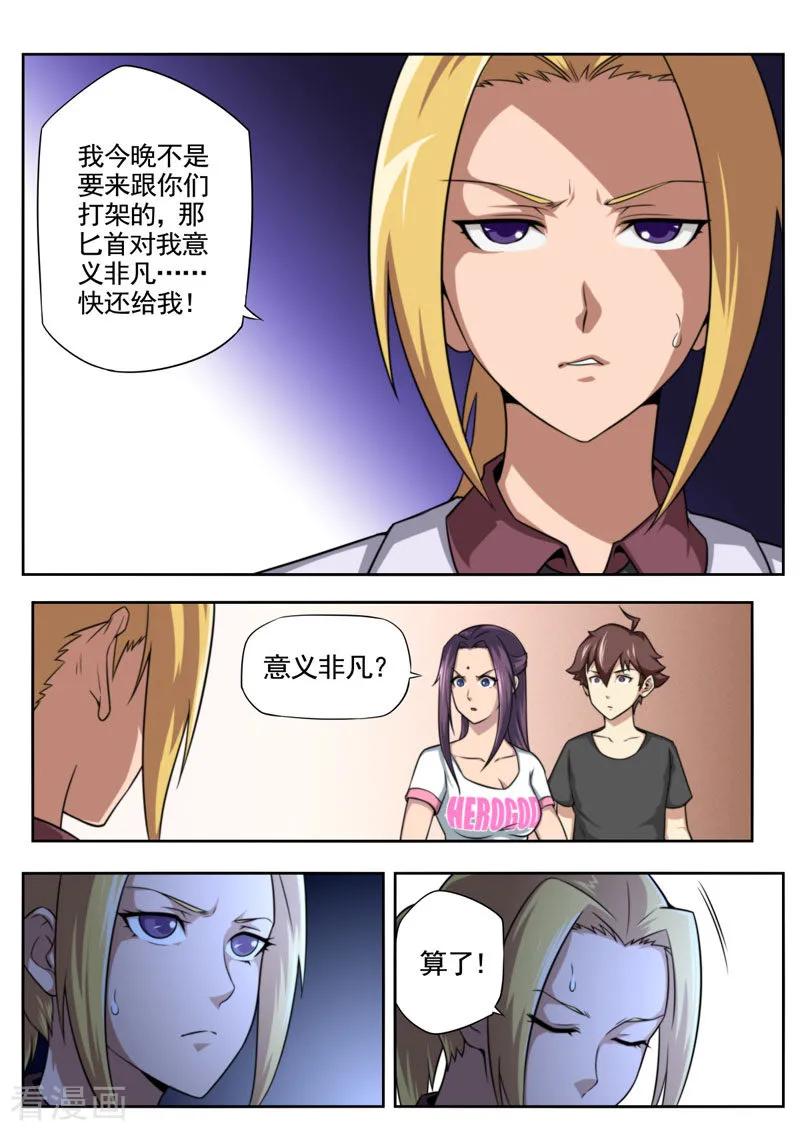 我今晚不是
要来跟你们
打架的，那
匕首对我意
义非凡……
快还给我！
意义非凡？
HEROCON
算了！
看漫画